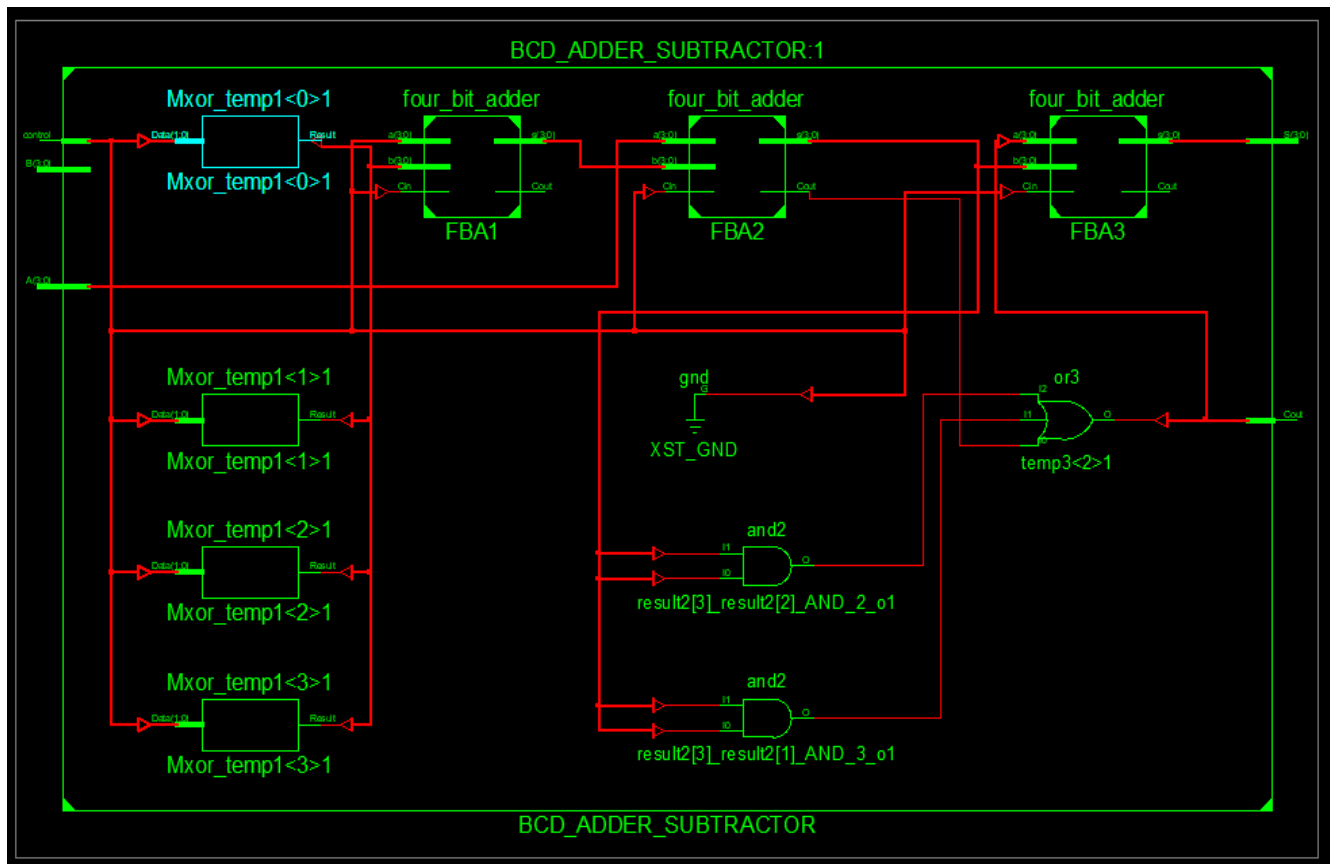 BCD_ADDER_SUBTRACTOR:1
Mxor_temp1<0>1
four_bit_adder
four_bit_adder
four_bit_adder
control
Data(1:0)
Result
a(3:0)
s(3:0)
a(3:0)
s(3:0)
a(3:0)
s(3:0)
S(3:0)
B(3:0)
b(3:0)
b(3:0)
b(3:0)
Mxor_temp1<0>1
Cin
Cout
Cin
Cout
Cin
Cout
FBA1
FBA2
FBA3
A(3:0)
Mxor_temp1<1>1
gnd
or3
G
I2
Data(1:0)
Result
I1
O
Cout
I0
XST_GND
Mxor_temp1<1>1
temp3<2>1
Mxor_temp1<2>1
and2
I1
Data(1:0)
Result
O
I0
Mxor_temp1<2>1
result2[3]_result2[2]_AND_2_o1
Mxor_temp1<3>1
and2
I1
Data(1:0)
Result
O
I0
Mxor_temp1<3>1
result2[3]_result2[1]_AND_3_o1
BCD_ADDER_SUBTRACTOR